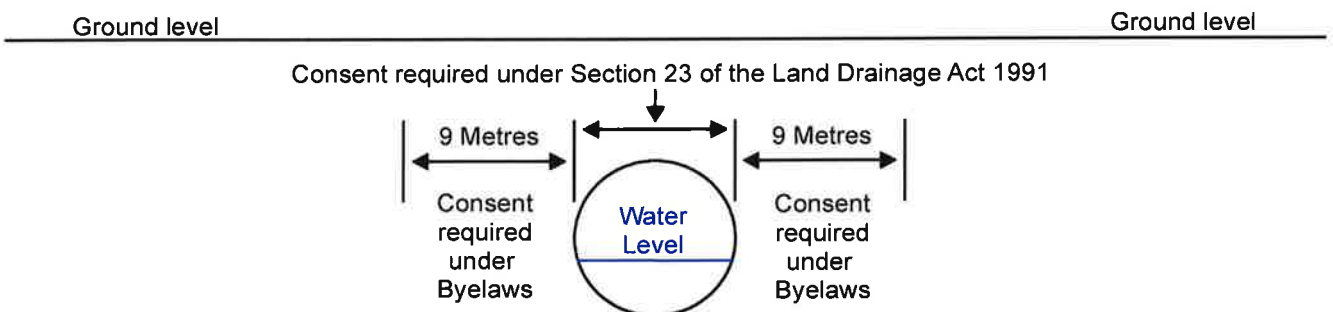 Ground level
Ground level
Consent required under Section 23 of the Land Drainage Act 1991
9 Metres
9 Metres
Consent
required
under
Byelaws
Water
Level
Consent
required
under
Byelaws